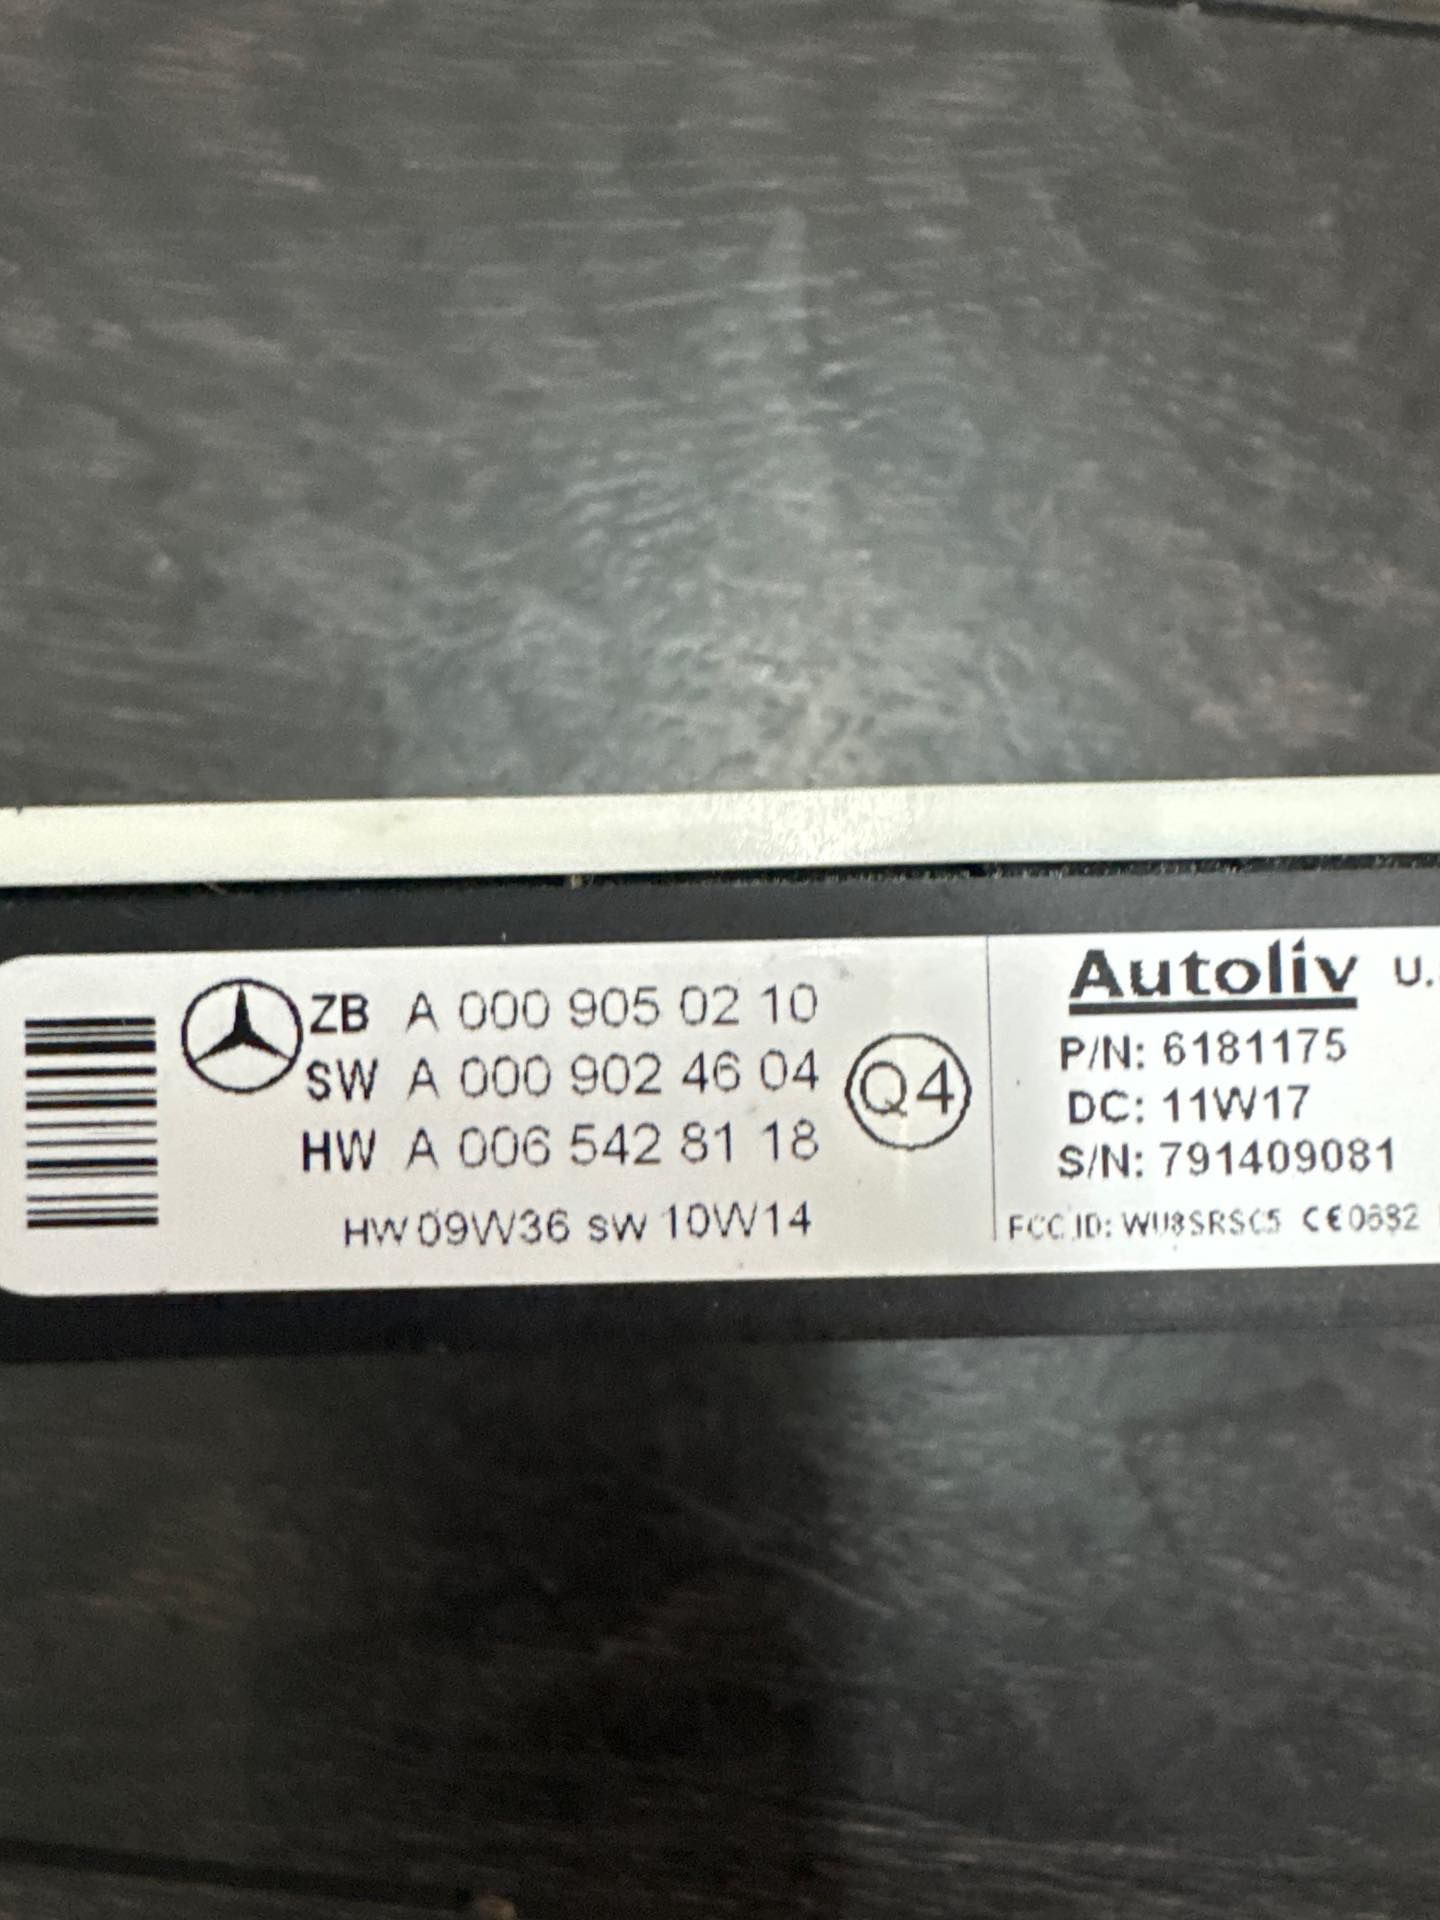 ZB A 000 905 02 10
SW A 000 902 46 04
HW A 006 542 81 18
HW 09W36 SW 10W14
Q4
Autoliv U.
P/N: 6181175
DC: 11W17
S/N: 791409081
FCC ID: WU8SRSC5 CE0682